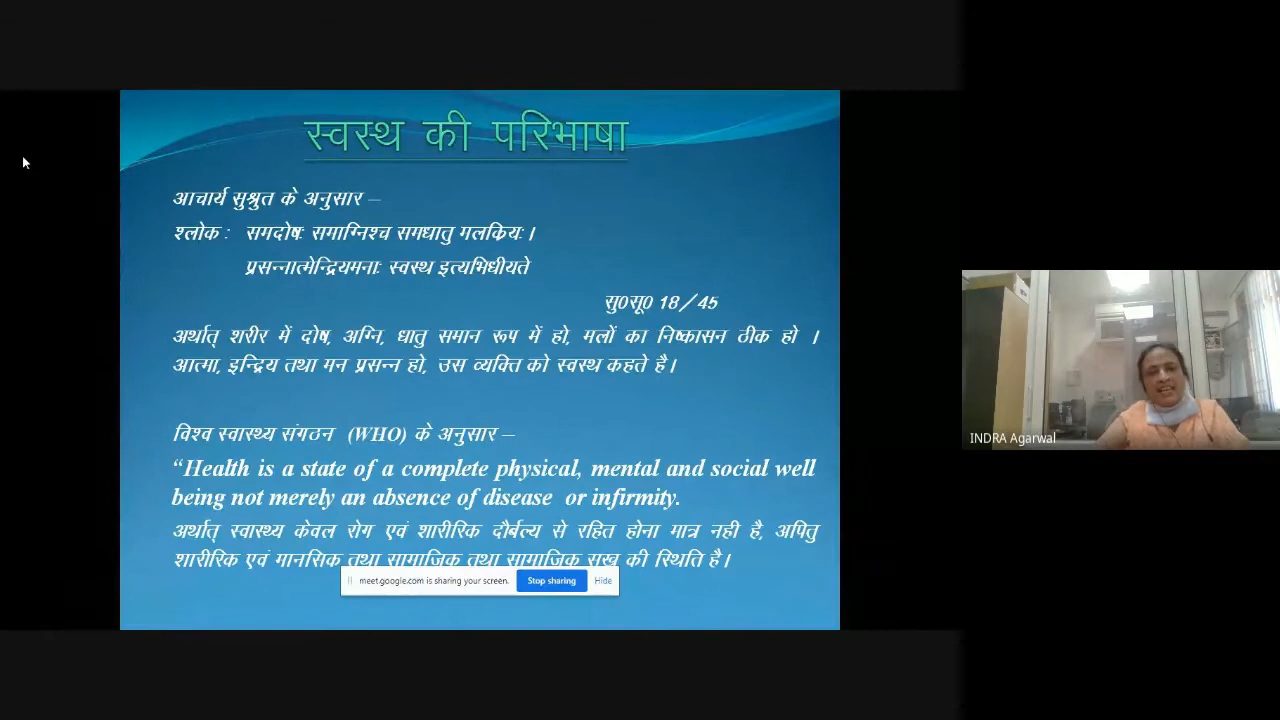 स्वस्थ की परिभाषा
आचार्य सुश्रुत के अनुसार –
श्लोक : समदोषः समाग्निश्च समधातु मलकियः ।
प्रसन्नात्मेन्द्रियमनाः स्वस्थ इत्यभिधीयते
सु0सू0 18/45
अर्थात् शरीर में दोष, अग्नि, धातु समान रूप में हो, मलों का निष्कासन ठीक हो ।
आत्मा, इन्द्रिय तथा मन प्रसन्न हो, उस व्यक्ति को स्वस्थ कहते है।
विश्व स्वास्थ्य संगठन (WHO) के अनुसार –
“Health is a state of a complete physical, mental and social well
being not merely an absence of disease or infirmity.
अर्थात् स्वास्थ्य केवल रोग एवं शारीरिक दौर्बल्य से रहित होना मात्र नही है, अपितु
शारीरिक एवं मानसिक तथा सामाजिक तथा सामाजिक सुख की स्थिति है।
meet.google.com is sharing your screen. Stop sharing Hide
INDRA Agarwal